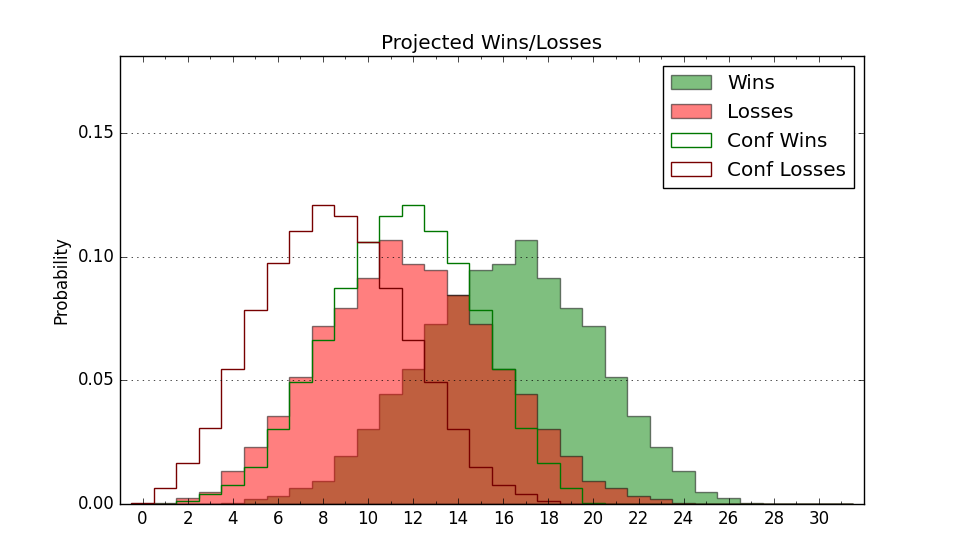 Projected Wins/Losses
Wins
Losses
Conf Wins
Conf Losses
Probability
0.15
0.10
0.05
0.00
0 2 4 6 8 10 12 14 16 18 20 22 24 26 28 30